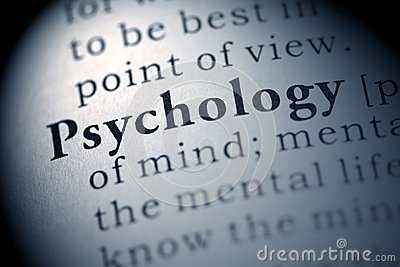 for w
to be best in
point of view.
Psychology [p
of mind; menta
the mental life
know the min
dreamstime.com